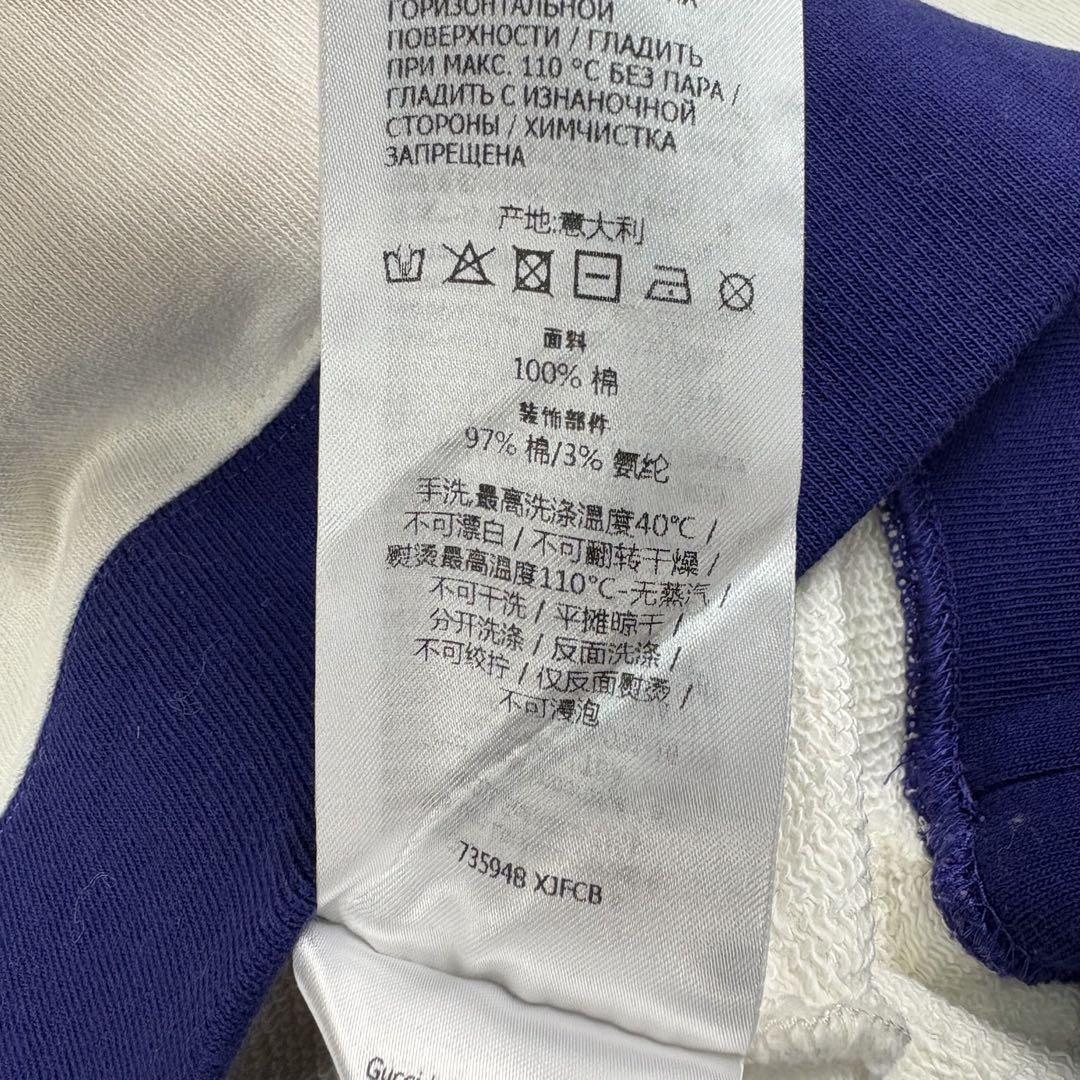 ГОРИЗОНТАЛЬНОЙ
ПОВЕРХНОСТИ / ГЛАДИТЬ
ПРИ МАКС. 110 °C БЕЗ ПАРА /
ГЛАДИТЬ С ИЗНАНОЧНОЙ
СТОРОНЫ / ХИМЧИСТКА
ЗАПРЕЩЕНА
产地:意大利
面料
100% 棉
装饰部件
97% 棉/3% 氨纶
手洗,最高洗涤温度40℃ /
不可漂白 / 不可翻转干燥 /
熨烫最高温度110℃-无蒸汽 /
不可干洗 / 平摊晾干 /
分开洗涤 / 反面洗涤 /
不可绞拧 / 仅反面熨烫 /
不可浸泡
735948 XJFCB
Gucci